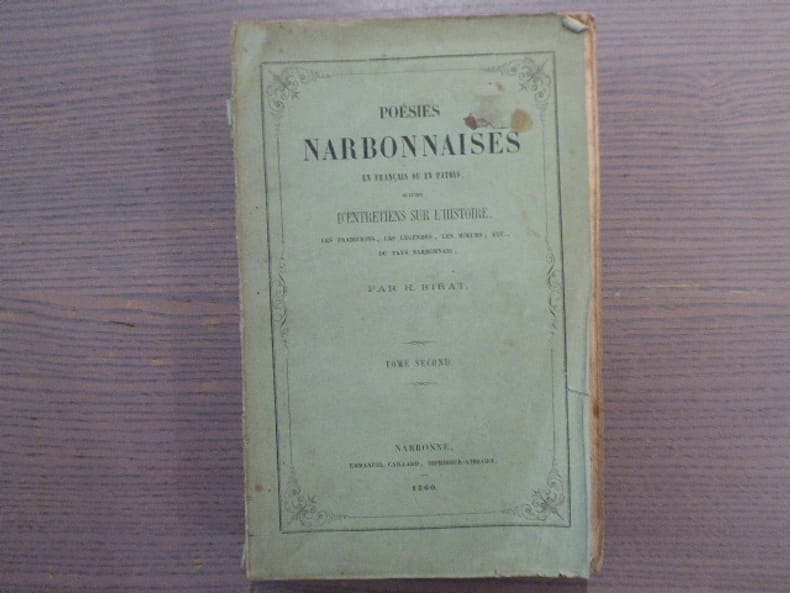 POÉSIES
NARBONNAISES
EN FRANÇAIS OU EN PATOIS,
SUIVIES
D'ENTRETIENS SUR L'HISTOIRE,
LES TRADITIONS, LES LÉGENDES, LES MŒURS, ETC.,
DU PAYS NARBONNAIS,
PAR H. BIRAT.
TOME SECOND.
NARBONNE,
EMMANUEL CAILLARD, IMPRIMEUR-LIBRAIRE.
1860.